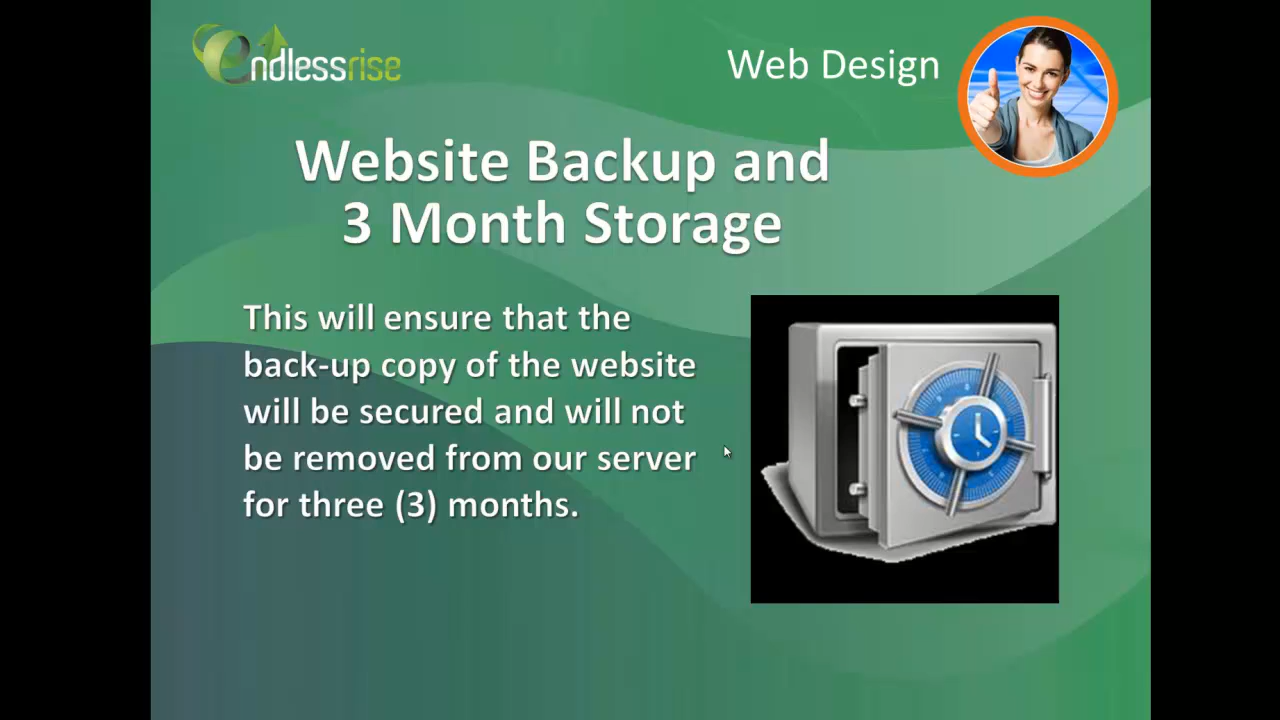 endlessrise
Web Design
Website Backup and
3 Month Storage
This will ensure that the
back-up copy of the website
will be secured and will not
be removed from our server
for three (3) months.